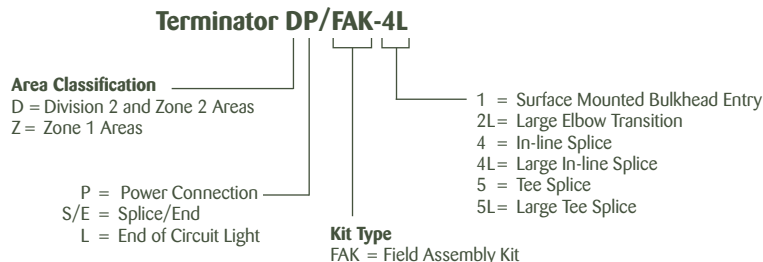 Terminator DP/FAK-4L
Area Classification
D = Division 2 and Zone 2 Areas
Z = Zone 1 Areas
P = Power Connection
S/E = Splice/End
L = End of Circuit Light
Kit Type
FAK = Field Assembly Kit
1 = Surface Mounted Bulkhead Entry
2L= Large Elbow Transition
4 = In-line Splice
4L= Large In-line Splice
5 = Tee Splice
5L= Large Tee Splice